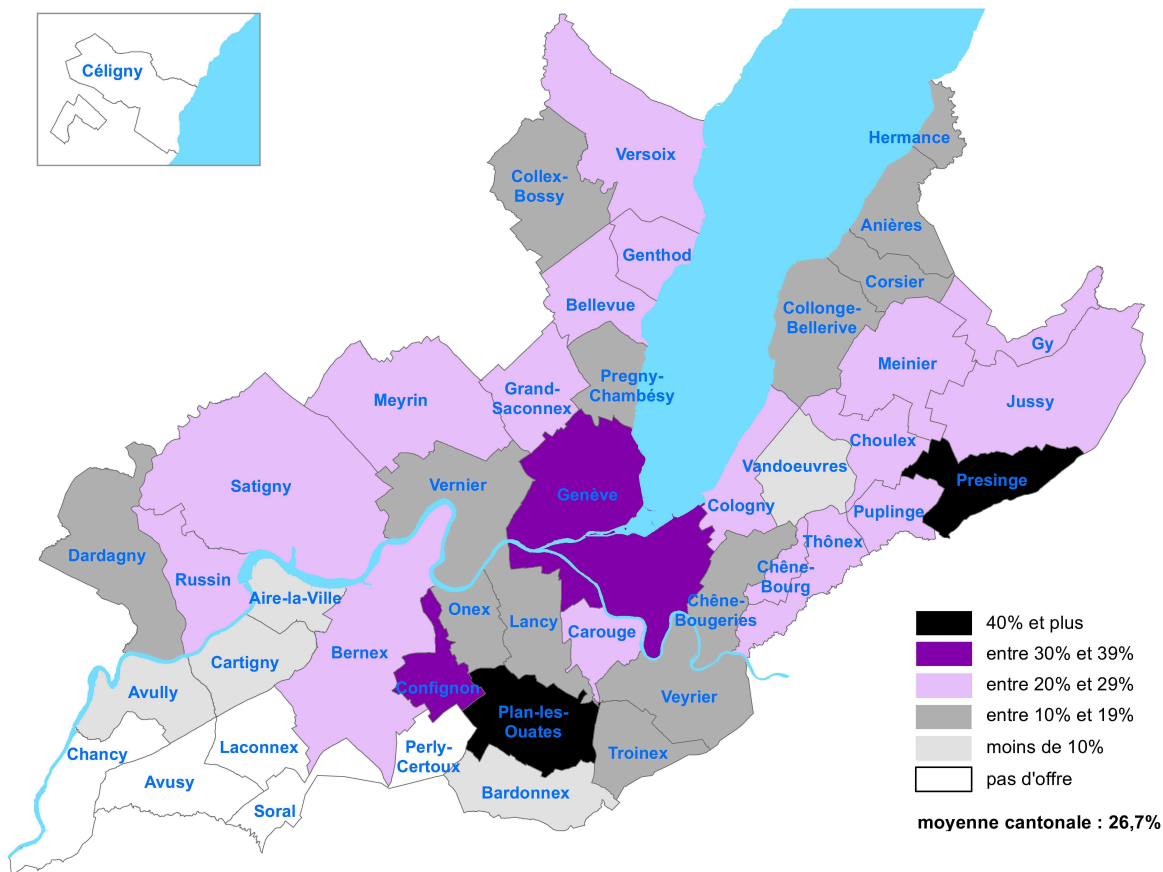 Céligny
Versoix
Hermance
Collex-
Bossy
Anières
Genthod
Corsier
Bellevue
Collonge-
Bellerive
Gy
Meinier
Pregny-
Chambésy
Grand-
Saconnex
Meyrin
Jussy
Choulex
Vandoeuvres
Presinge
Satigny
Vernier
Genève
Cologny
Puplinge
Thônex
Dardagny
Chêne-
Bourg
Russin
Aire-la-Ville
Onex
Lancy
Chêne-
Bougeries
Carouge
Bernex
Cartigny
Avully
Confignon
Veyrier
Plan-les-
Ouates
Laconnex
Chancy
Perly-
Certoux
Troinex
Avusy
Bardonnex
Soral
40% et plus
entre 30% et 39%
entre 20% et 29%
entre 10% et 19%
moins de 10%
pas d'offre
moyenne cantonale : 26,7%